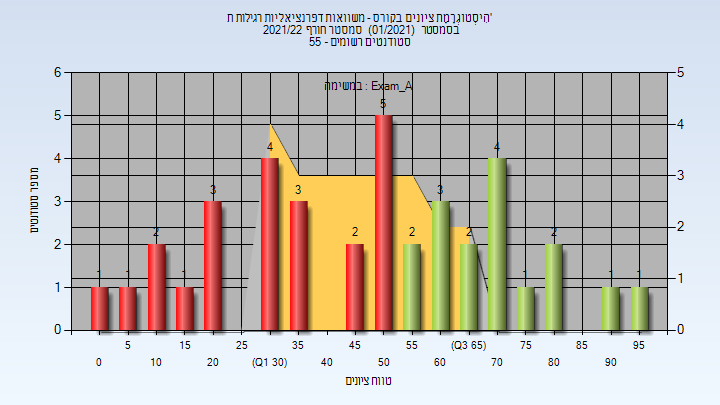 היסטוגרמת ציונים בקורס - משוואות דפרנציאליות רגילות ת'
בסמסטר (01/2021) סמסטר חורף 2021/22
סטודנטים רשומים - 55
במשימה : Exam_A
מספר סטודנטים
6
5
4
3
2
1
0
5
4
3
2
1
0
1 1 2 1 3 4 3 2 5 2 3 2 4 1 2 1 1
5 15 25 35 45 55 (Q3 65) 75 85 95
0 10 20 (Q1 30) 40 50 60 70 80 90
טווח ציונים